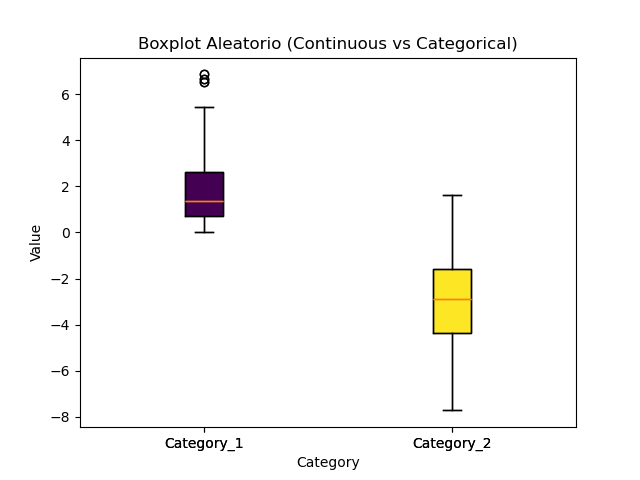 Boxplot Aleatorio (Continuous vs Categorical)
6
4
2
0
−2
−4
−6
−8
Value
Category_1
Category_2
Category